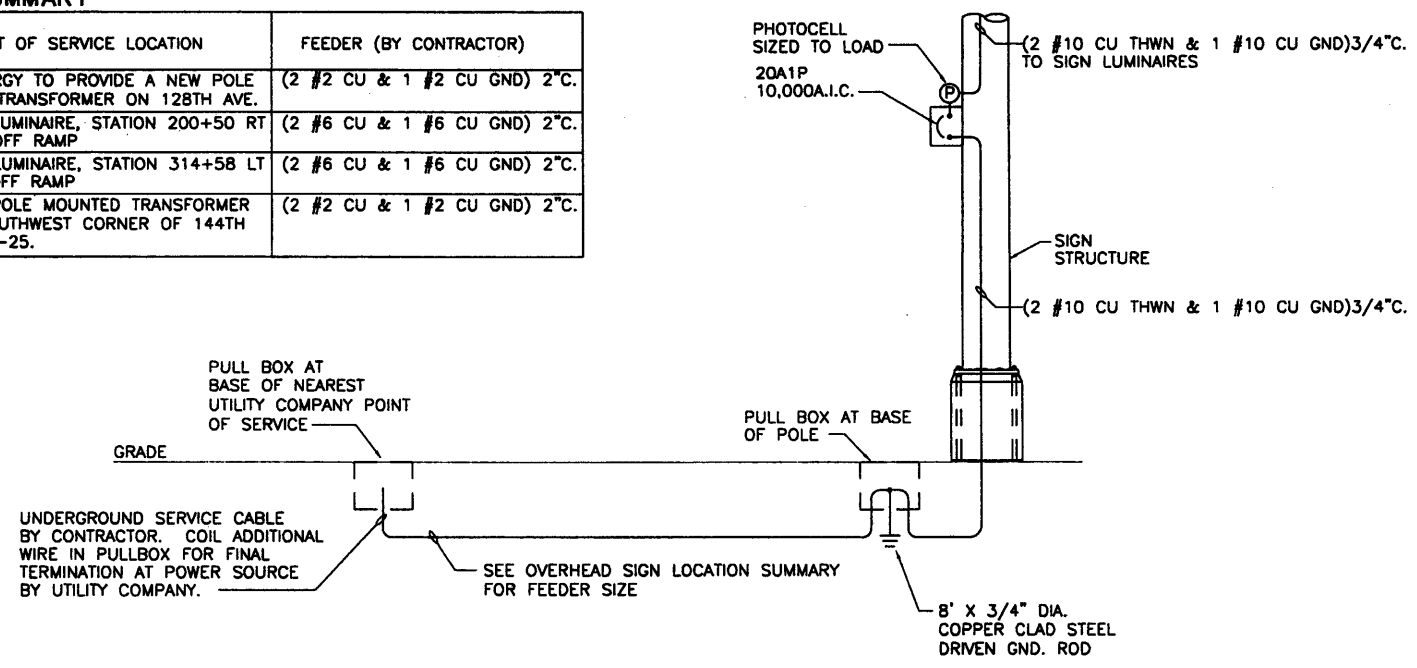 T OF SERVICE LOCATION
FEEDER (BY CONTRACTOR)
RGY TO PROVIDE A NEW POLE
TRANSFORMER ON 128TH AVE.
(2 #2 CU & 1 #2 CU GND) 2"C.
LUMINAIRE, STATION 200+50 RT
OFF RAMP
(2 #6 CU & 1 #6 CU GND) 2"C.
LUMINAIRE, STATION 314+58 LT
OFF RAMP
(2 #6 CU & 1 #6 CU GND) 2"C.
POLE MOUNTED TRANSFORMER
UTHWEST CORNER OF 144TH
-25.
(2 #2 CU & 1 #2 CU GND) 2"C.
PHOTOCELL
SIZED TO LOAD
20A1P
10,000A.I.C.
P
(2 #10 CU THWN & 1 #10 CU GND)3/4"C.
TO SIGN LUMINAIRES
SIGN
STRUCTURE
(2 #10 CU THWN & 1 #10 CU GND)3/4"C.
PULL BOX AT
BASE OF NEAREST
UTILITY COMPANY POINT
OF SERVICE
PULL BOX AT BASE
OF POLE
GRADE
UNDERGROUND SERVICE CABLE
BY CONTRACTOR. COIL ADDITIONAL
WIRE IN PULLBOX FOR FINAL
TERMINATION AT POWER SOURCE
BY UTILITY COMPANY.
SEE OVERHEAD SIGN LOCATION SUMMARY
FOR FEEDER SIZE
8' X 3/4" DIA.
COPPER CLAD STEEL
DRIVEN GND. ROD